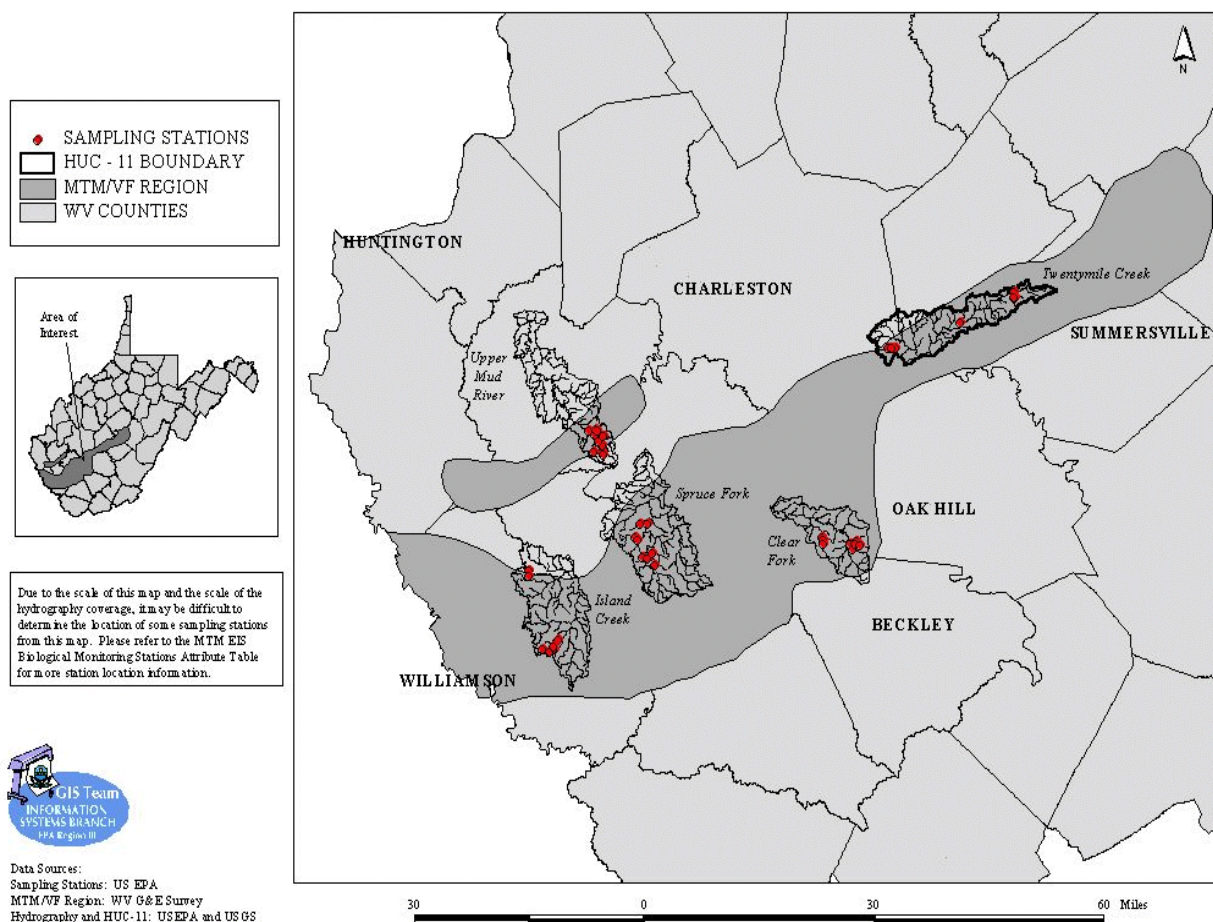 SAMPLING STATIONS
HUC - 11 BOUNDARY
MTM/VF REGION
WV COUNTIES
Area of
Interest
Due to the scale of this map and the scale of the
hydrography coverage, it may be difficult to
determine the location of some sampling stations
from this map. Please refer to the MTM EIS
Biological Monitoring Stations Attribute Table
for more station location information.
GIS Team
INFORMATION
SYSTEMS BRANCH
EPA Region III
Data Sources:
Sampling Stations: US EPA
MTM/VF Region: WV G&E Survey
Hydrography and HUC-11: USEPA and USGS
N
HUNTINGTON
CHARLESTON
Twentymile Creek
SUMMERSVILLE
Upper
Mud
River
Spruce Fork
OAK HILL
Clear
Fork
Island
Creek
BECKLEY
WILLIAMSON
30 0 30 60 Miles